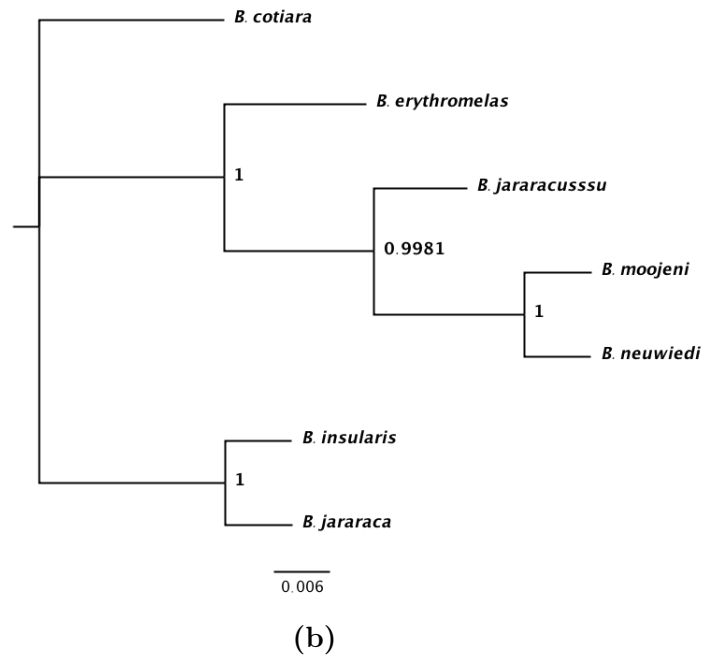 B. cotiara
B. erythromelas
1
B. jararacusssu
0.9981
B. moojeni
1
B. neuwiedi
B. insularis
1
B. jararaca
0.006
(b)